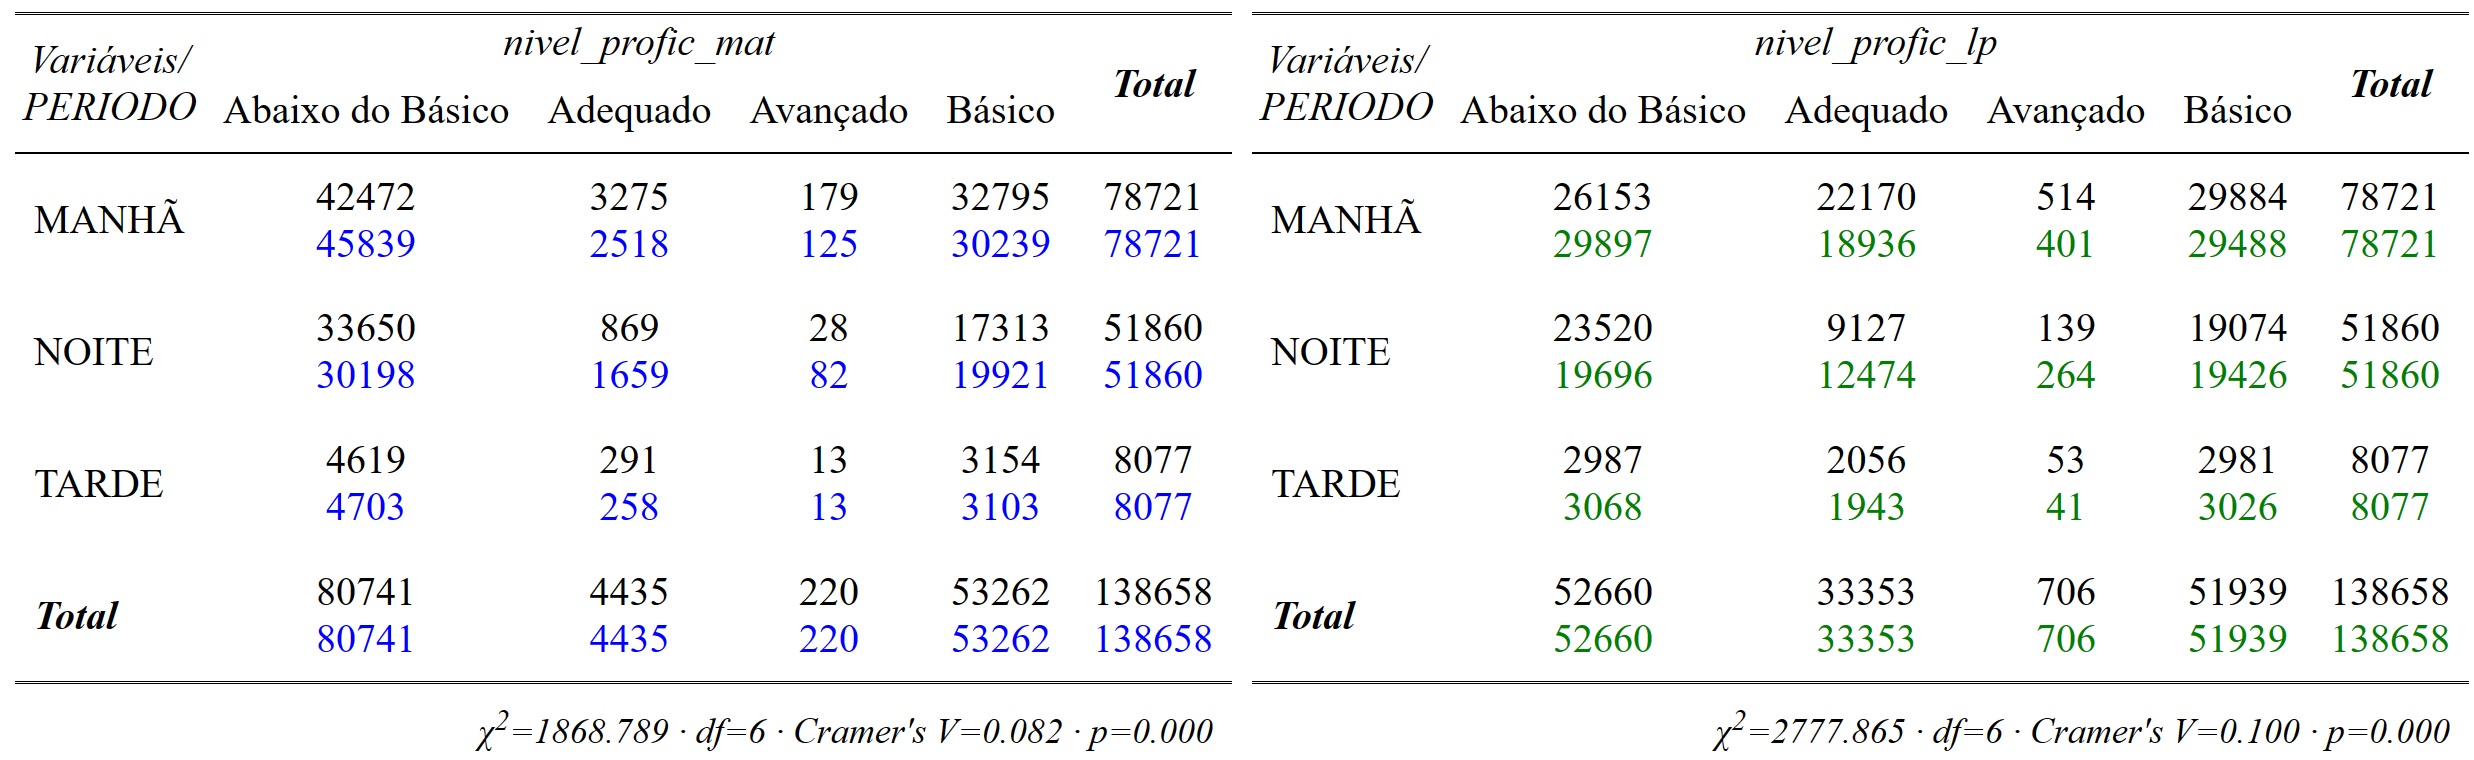 Variáveis/
PERIODO
nivel_profic_mat
Total
Abaixo do Básico Adequado Avançado Básico
MANHÃ
42472 3275 179 32795 78721
45839 2518 125 30239 78721
NOITE
33650 869 28 17313 51860
30198 1659 82 19921 51860
TARDE
4619 291 13 3154 8077
4703 258 13 3103 8077
Total
80741 4435 220 53262 138658
80741 4435 220 53262 138658
χ²=1868.789 · df=6 · Cramer's V=0.082 · p=0.000
Variáveis/
PERIODO
nivel_profic_lp
Total
Abaixo do Básico Adequado Avançado Básico
MANHÃ
26153 22170 514 29884 78721
29897 18936 401 29488 78721
NOITE
23520 9127 139 19074 51860
19696 12474 264 19426 51860
TARDE
2987 2056 53 2981 8077
3068 1943 41 3026 8077
Total
52660 33353 706 51939 138658
52660 33353 706 51939 138658
χ²=2777.865 · df=6 · Cramer's V=0.100 · p=0.000